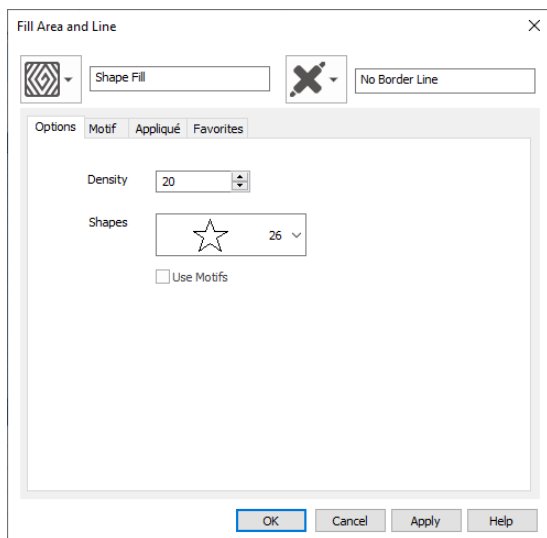 Fill Area and Line
Shape Fill
No Border Line
Options Motif Appliqué Favorites
Density 20
Shapes 26
Use Motifs
OK Cancel Apply Help